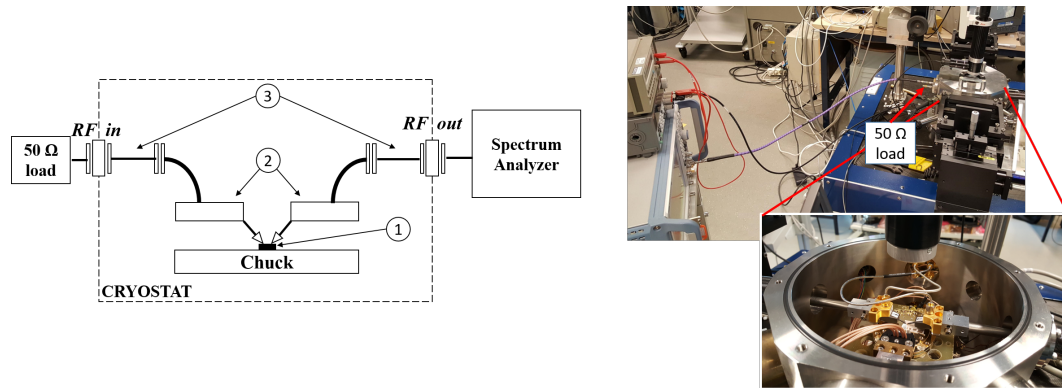 3
RF in
RF out
50 Ω
load
Spectrum
Analyzer
2
1
Chuck
CRYOSTAT
50 Ω
load